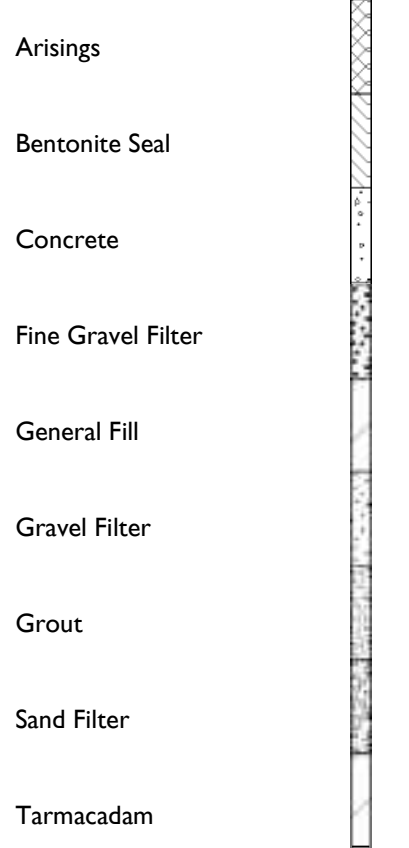 Arisings
Bentonite Seal
Concrete
Fine Gravel Filter
General Fill
Gravel Filter
Grout
Sand Filter
Tarmacadam